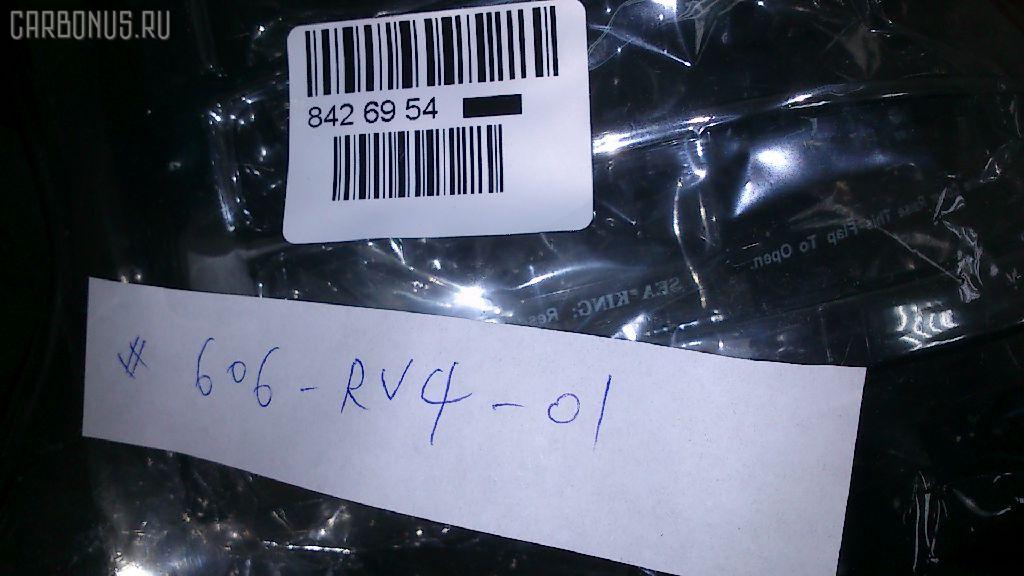 CARBONUS.RU
842 69 54
# 606-RV4-01
Raise This Flap To Open.
SEA*KING: